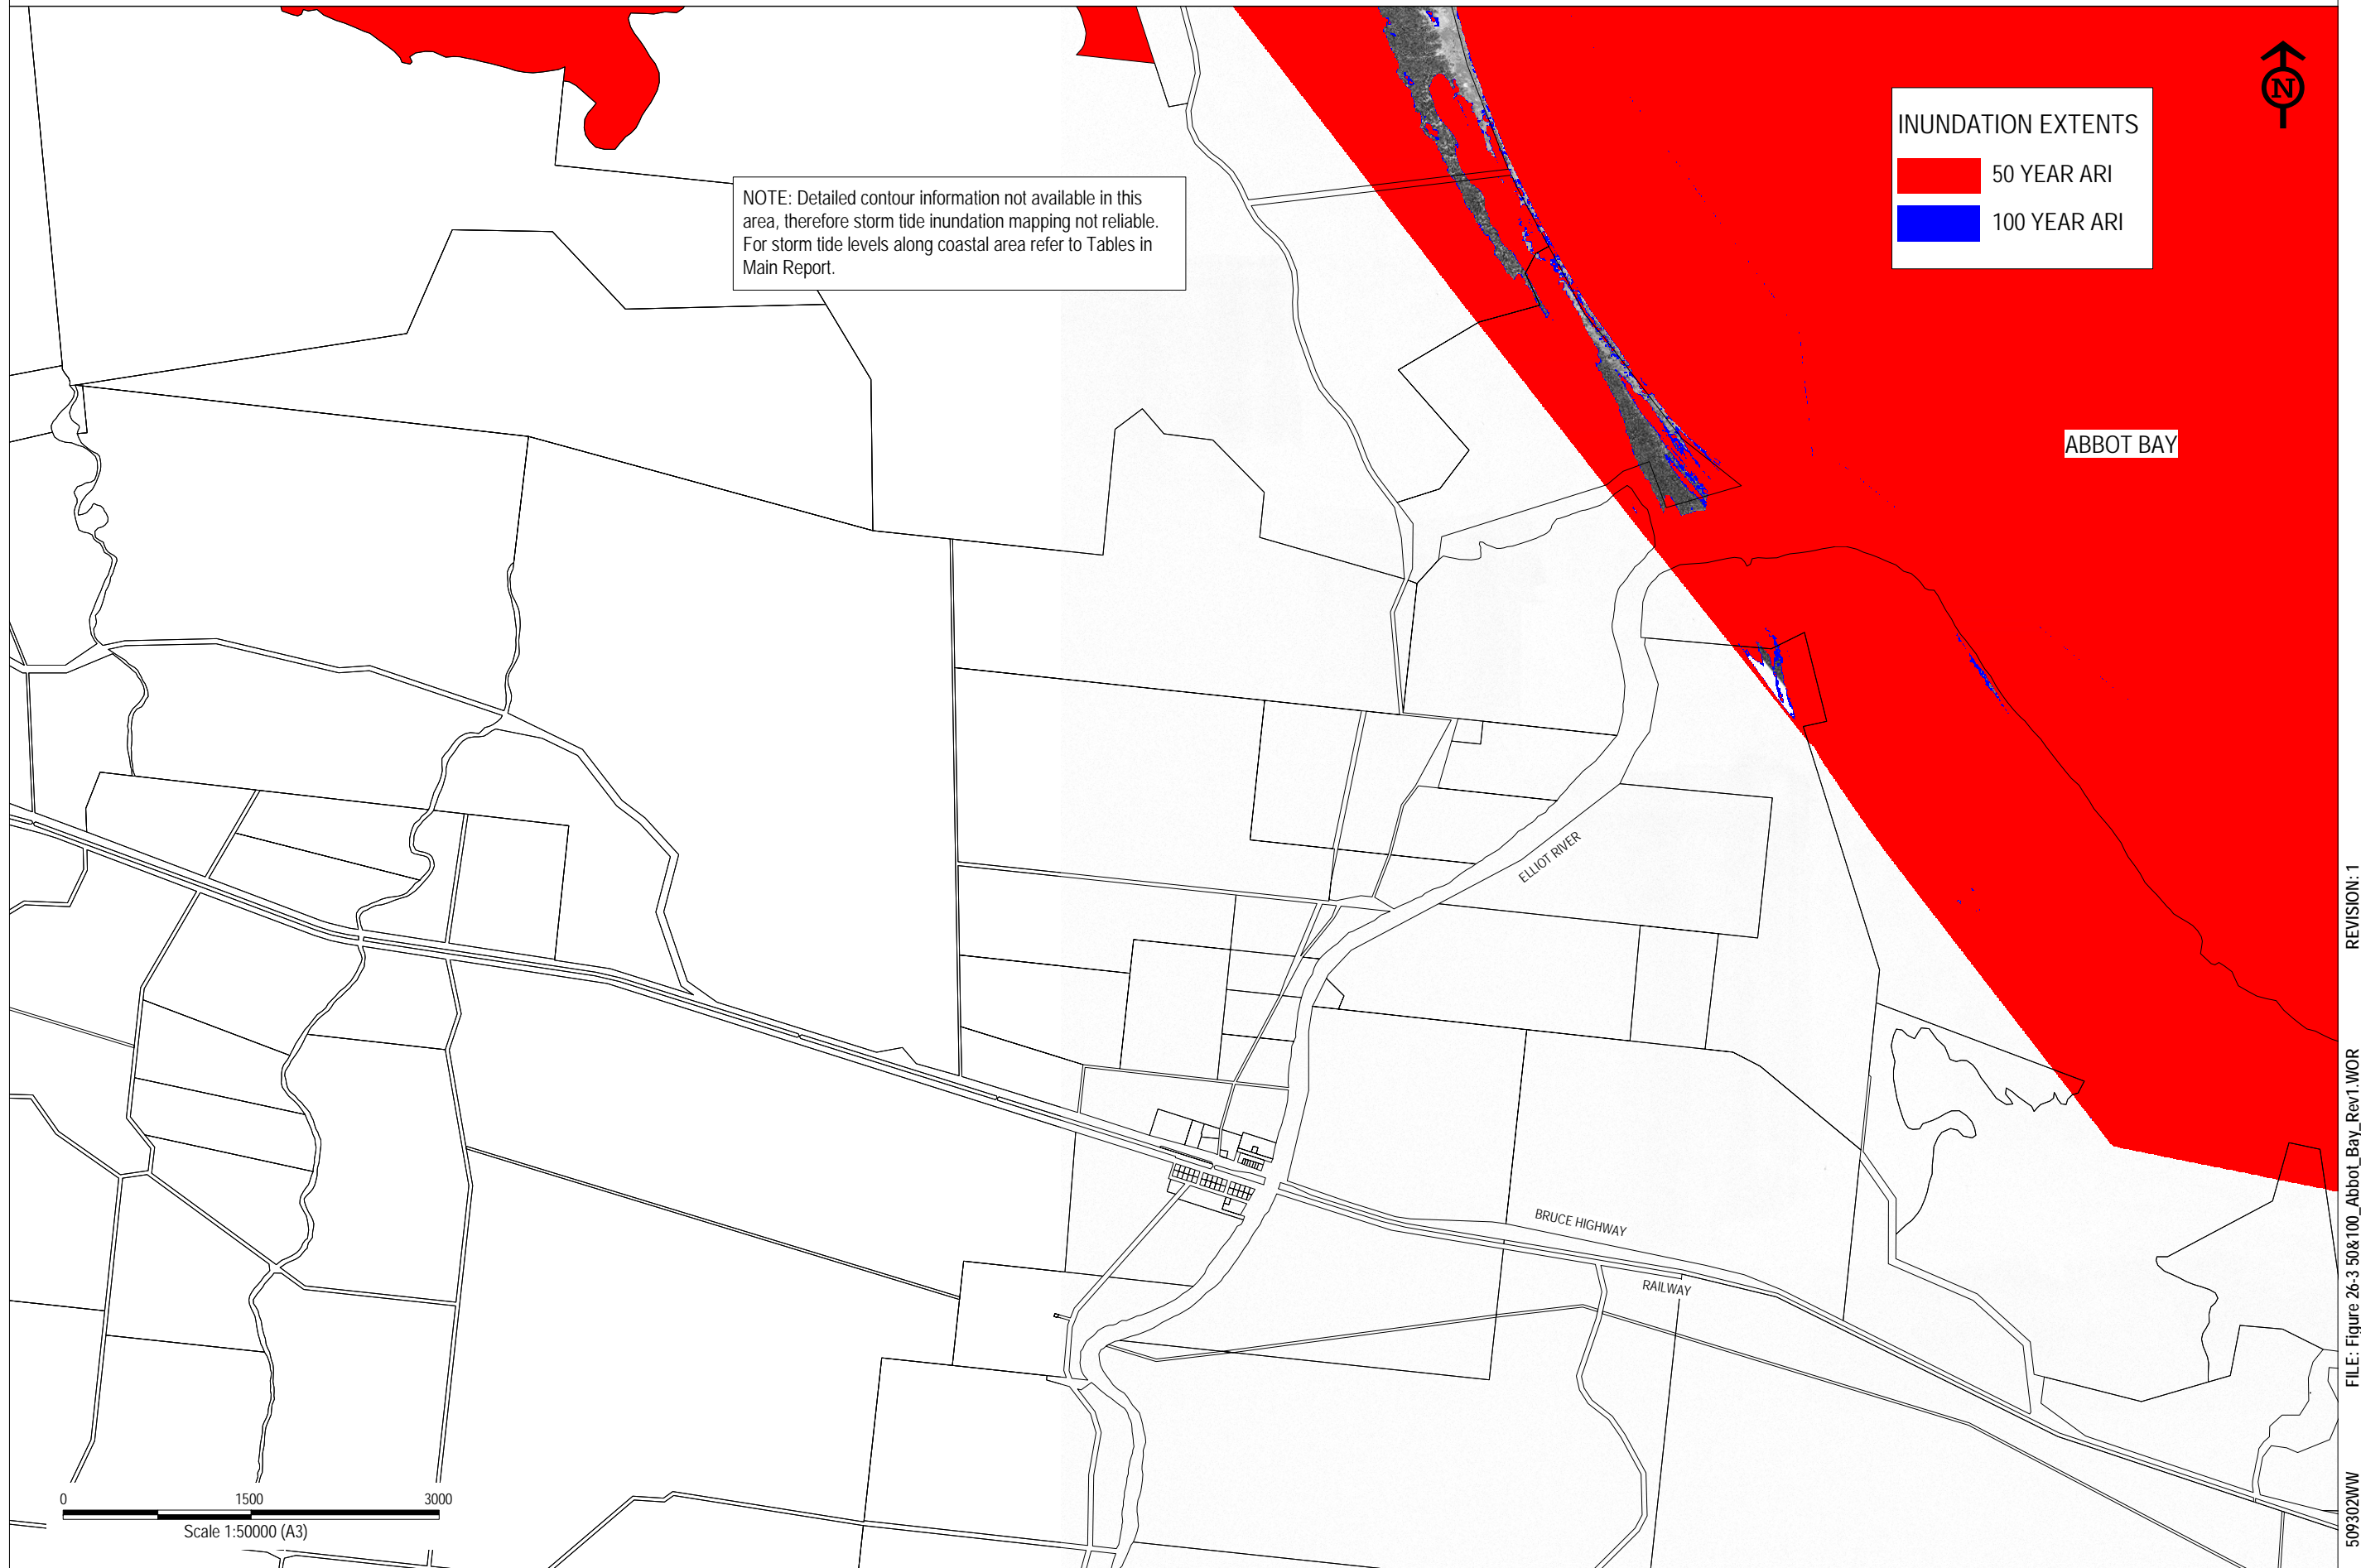 N
INUNDATION EXTENTS
50 YEAR ARI
100 YEAR ARI
NOTE: Detailed contour information not available in this
area, therefore storm tide inundation mapping not reliable.
For storm tide levels along coastal area refer to Tables in
Main Report.
ABBOT BAY
ELLIOT RIVER
BRUCE HIGHWAY
RAILWAY
0 1500 3000
Scale 1:50000 (A3)
509302WW FILE: Figure 26-3 50&100_Abbot_Bay_Rev1.WOR REVISION: 1